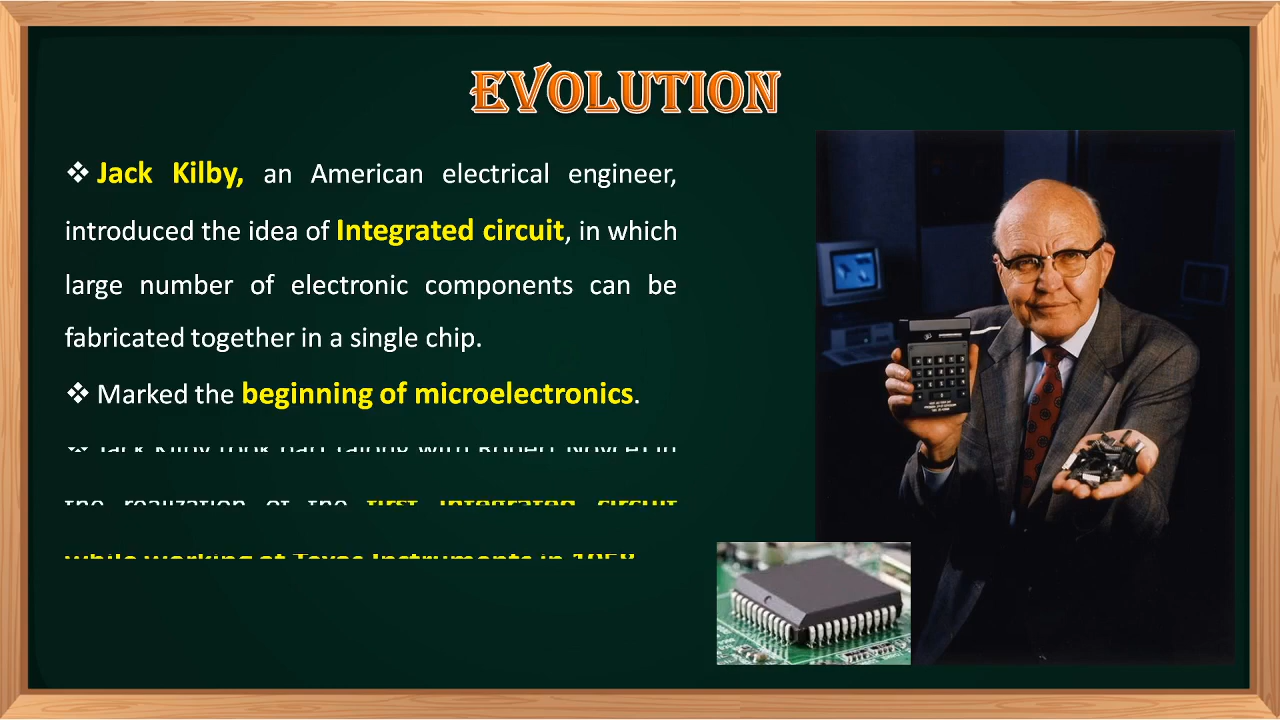 EVOLUTION
❖ Jack Kilby, an American electrical engineer,
introduced the idea of Integrated circuit, in which
large number of electronic components can be
fabricated together in a single chip.
❖ Marked the beginning of microelectronics.
❖ Jack Kilby took part (along with Robert Noyce) in
the realization of the first integrated circuit
while working at Texas Instruments in 1958.